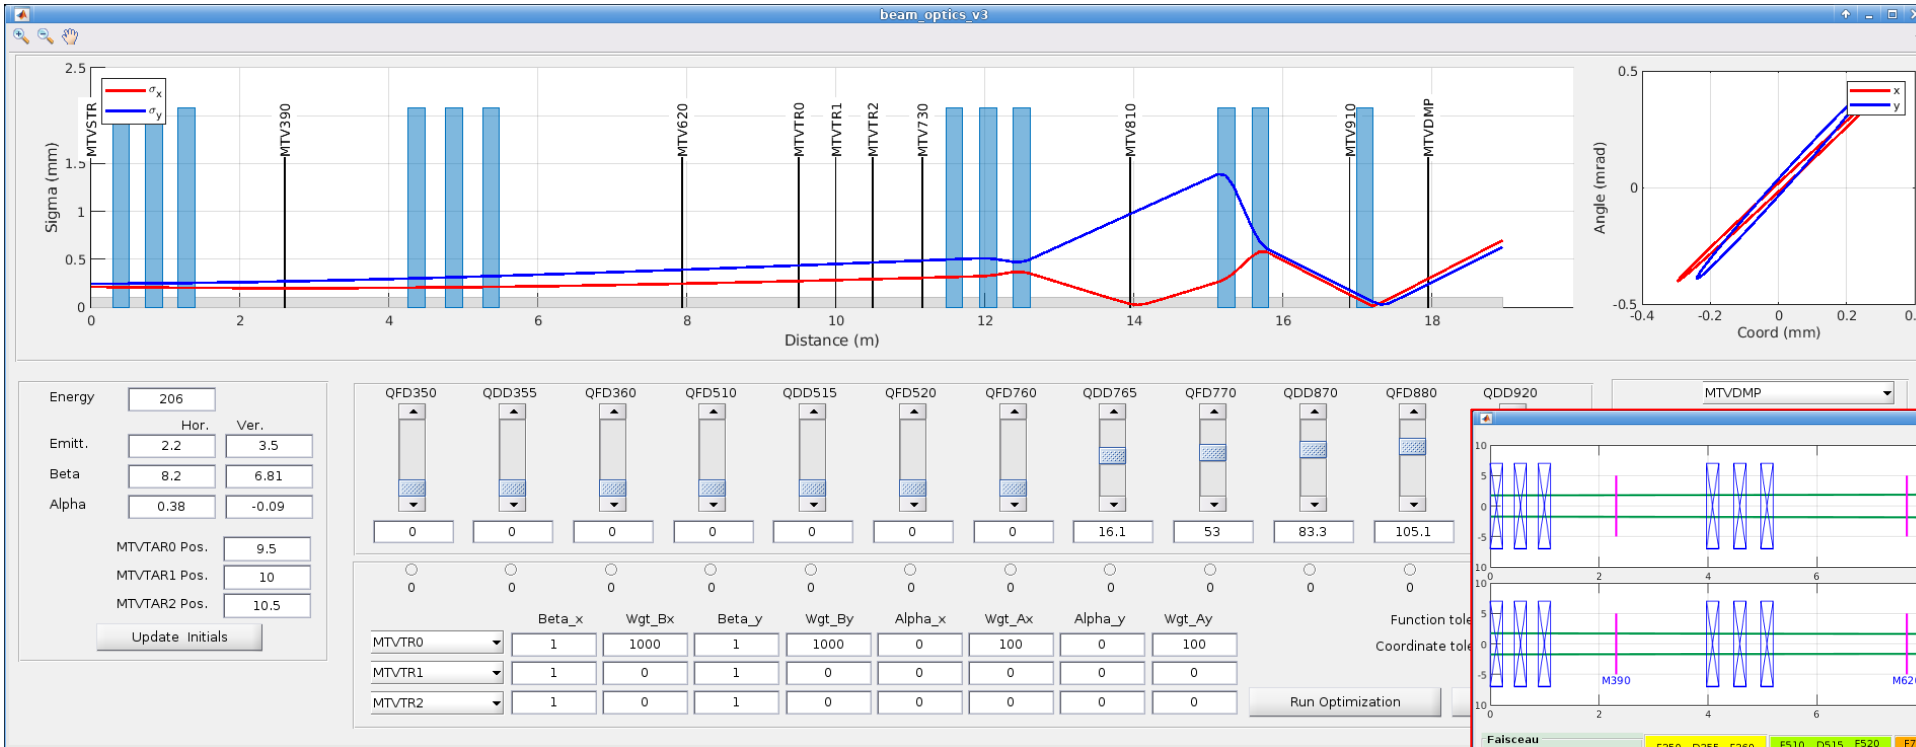 beam_optics_v3
2.5
1.5
1
0.5
0
Sigma (mm)
σx
σy
MTVSTR
MTV390
MTV620
MTVTR0
MTVTR1
MTVTR2
MTV730
MTV810
MTV910
MTVDMP
0 2 4 6 8 10 12 14 16 18
Distance (m)
0.5
0
-0.5
Angle (mrad)
x
y
-0.4 -0.2 0 0.2
Coord (mm)
Energy 206
Hor. Ver.
Emitt. 2.2 3.5
Beta 8.2 6.81
Alpha 0.38 -0.09
MTVTAR0 Pos. 9.5
MTVTAR1 Pos. 10
MTVTAR2 Pos. 10.5
Update Initials
QFD350 QDD355 QFD360 QFD510 QDD515 QFD520 QFD760 QDD765 QFD770 QDD870 QFD880 QDD920
0 0 0 0 0 0 0 16.1 53 83.3 105.1
0 0 0 0 0 0 0 0 0 0 0
Beta_x Wgt_Bx Beta_y Wgt_By Alpha_x Wgt_Ax Alpha_y Wgt_Ay Function tole
MTVTR0 1 1000 1 1000 0 100 0 100 Coordinate tole
MTVTR1 1 0 1 0 0 0 0 0
MTVTR2 1 0 1 0 0 0 0 0
Run Optimization
MTVDMP
10
5
0
-5
10
0 2 4 6
10
5
0
-5
10
M390 M620
0 2 4 6
Faisceau
F510 D515 F520